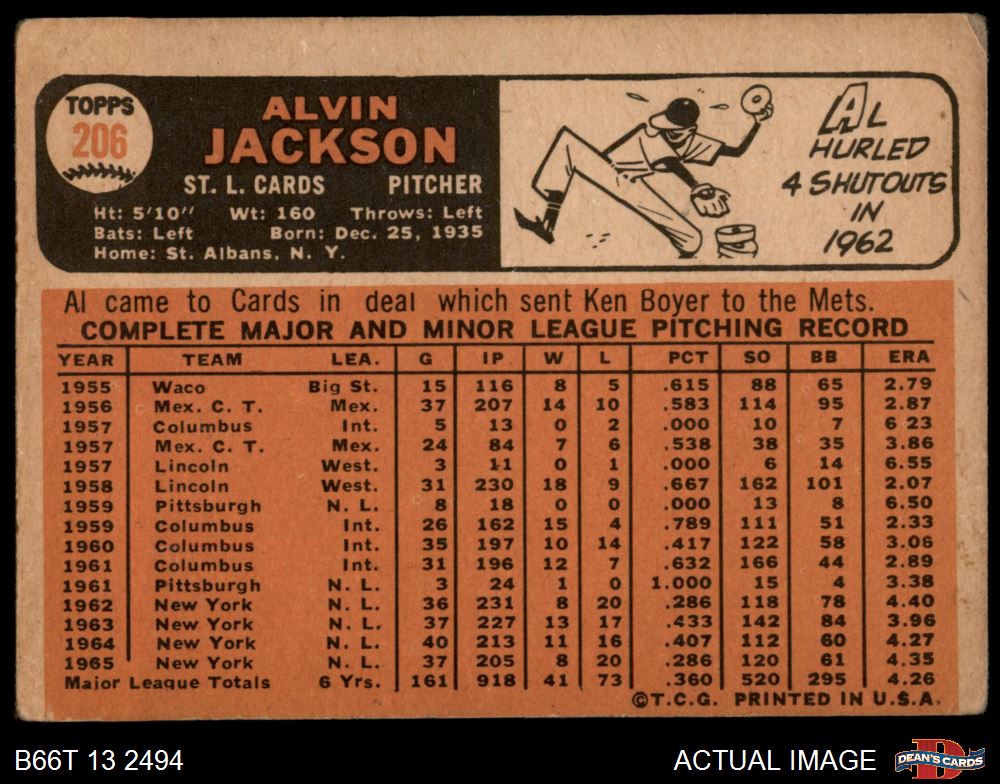 TOPPS
206
ALVIN
JACKSON
ST. L. CARDS PITCHER
Ht: 5'10" Wt: 160 Throws: Left
Bats: Left Born: Dec. 25, 1935
Home: St. Albans, N. Y.
AL
HURLED
4 SHUTOUTS
IN
1962
Al came to Cards in deal which sent Ken Boyer to the Mets.
COMPLETE MAJOR AND MINOR LEAGUE PITCHING RECORD
YEAR TEAM LEA. G IP W L PCT SO BB ERA
1955 Waco Big St. 15 116 8 5 .615 88 65 2.79
1956 Mex. C. T. Mex. 37 207 14 10 .583 114 95 2.87
1957 Columbus Int. 5 13 0 2 .000 10 7 6.23
1957 Mex. C. T. Mex. 24 84 7 6 .538 38 35 3.86
1957 Lincoln West. 3 11 0 1 .000 6 14 6.55
1958 Lincoln West. 31 230 18 9 .667 162 101 2.07
1959 Pittsburgh N. L. 8 18 0 0 .000 13 8 6.50
1959 Columbus Int. 26 162 15 4 .789 111 51 2.33
1960 Columbus Int. 35 197 10 14 .417 122 58 3.06
1961 Columbus Int. 31 196 12 7 .632 166 44 2.89
1961 Pittsburgh N. L. 3 24 1 0 1.000 15 4 3.38
1962 New York N. L. 36 231 8 20 .286 118 78 4.40
1963 New York N. L. 37 227 13 17 .433 142 84 3.96
1964 New York N. L. 40 213 11 16 .407 112 60 4.27
1965 New York N. L. 37 205 8 20 .286 120 61 4.35
Major League Totals 6 Yrs. 161 918 41 73 .360 520 295 4.26
©T.C.G. PRINTED IN U.S.A.
B66T 13 2494 ACTUAL IMAGE DEAN'S CARDS